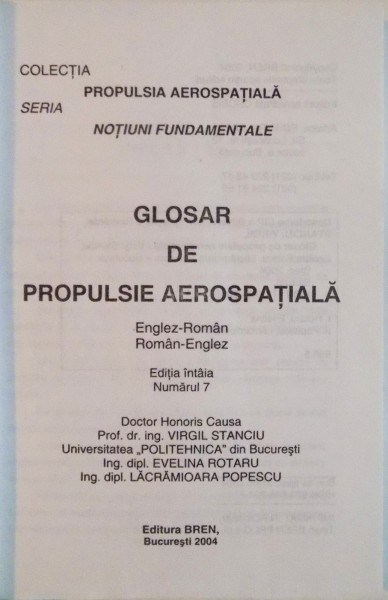 COLECȚIA
PROPULSIA AEROSPAȚIALĂ
SERIA
NOȚIUNI FUNDAMENTALE
GLOSAR
DE
PROPULSIE AEROSPAȚIALĂ
Englez-Român
Român-Englez
Ediția întâia
Numărul 7
Doctor Honoris Causa
Prof. dr. ing. VIRGIL STANCIU
Universitatea „POLITEHNICA” din București
Ing. dipl. EVELINA ROTARU
Ing. dipl. LĂCRĂMIOARA POPESCU
Editura BREN,
București 2004